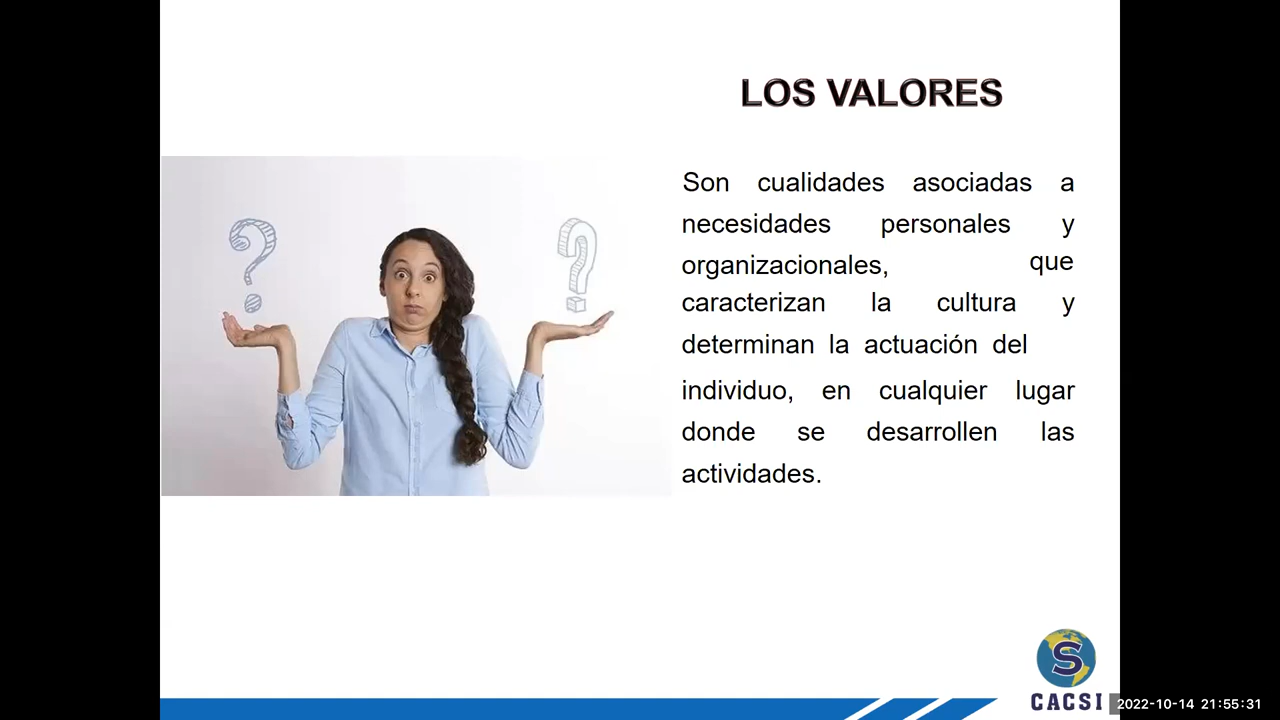 LOS VALORES
Son cualidades asociadas a
necesidades personales y
organizacionales, que
caracterizan la cultura y
determinan la actuación del
individuo, en cualquier lugar
donde se desarrollen las
actividades.
? ?
S
CACSI
2022-10-14 21:55:31